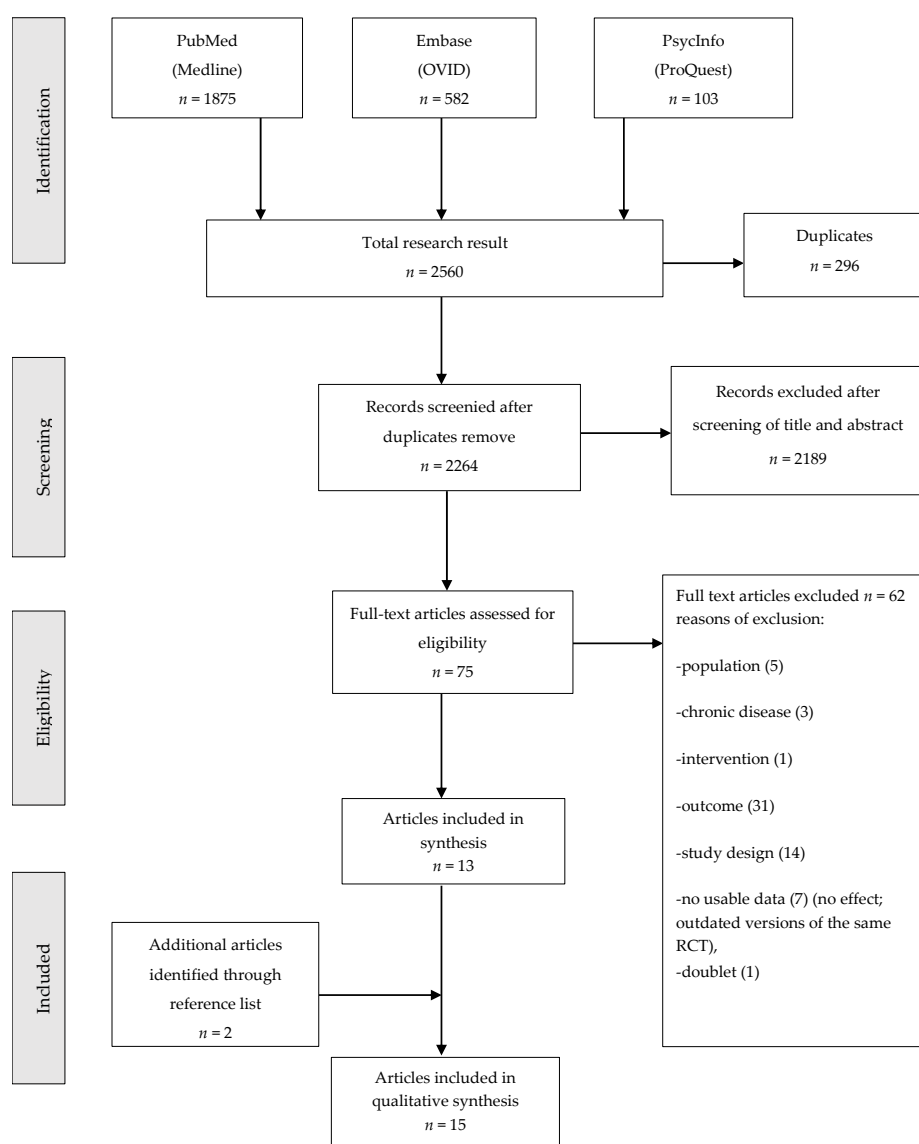 Identification
PubMed
(Medline)
n = 1875
Embase
(OVID)
n = 582
PsycInfo
(ProQuest)
n = 103
Total research result
n = 2560
Duplicates
n = 296
Screening
Records screenied after
duplicates remove
n = 2264
Records excluded after
screening of title and abstract
n = 2189
Eligibility
Full-text articles assessed for
eligibility
n = 75
Full text articles excluded n = 62
reasons of exclusion:
-population (5)
-chronic disease (3)
-intervention (1)
-outcome (31)
-study design (14)
-no usable data (7) (no effect;
outdated versions of the same
RCT),
-doublet (1)
Articles included in
synthesis
n = 13
Included
Additional articles
identified through
reference list
n = 2
Articles included in
qualitative synthesis
n = 15